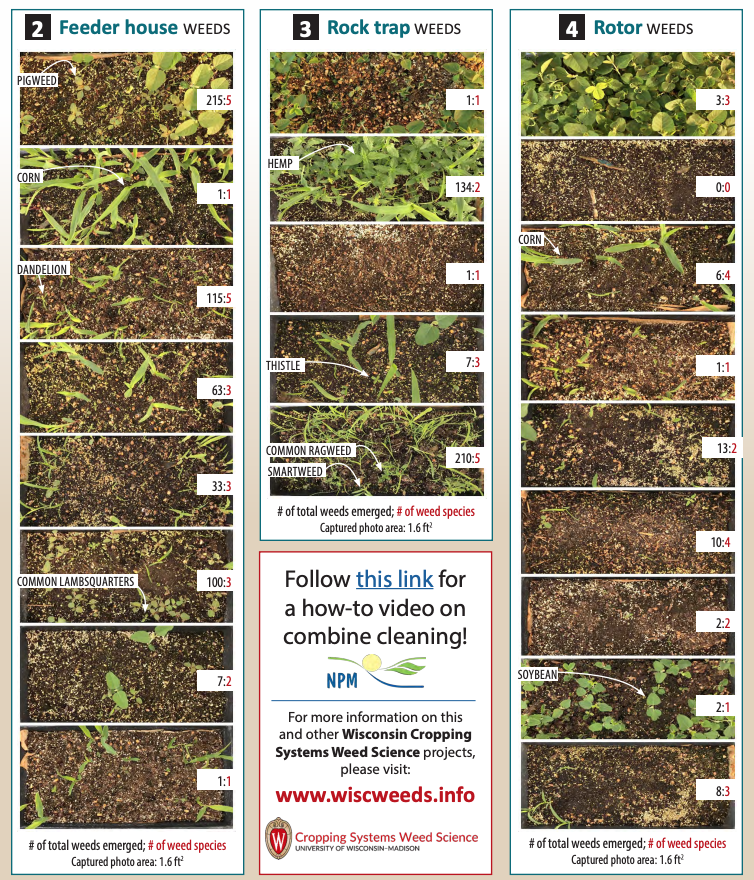 2 Feeder house WEEDS
PIGWEED
215:5
CORN
1:1
DANDELION
115:5
63:3
33:3
COMMON LAMBSQUARTERS
100:3
7:2
1:1
# of total weeds emerged; # of weed species
Captured photo area: 1.6 ft²
3 Rock trap WEEDS
1:1
HEMP
134:2
1:1
THISTLE
7:3
COMMON RAGWEED
SMARTWEED
210:5
# of total weeds emerged; # of weed species
Captured photo area: 1.6 ft²
Follow this link for
a how-to video on
combine cleaning!
NPM
For more information on this
and other Wisconsin Cropping
Systems Weed Science projects,
please visit:
www.wiscweeds.info
W
Cropping Systems Weed Science
UNIVERSITY OF WISCONSIN-MADISON
4 Rotor WEEDS
3:3
0:0
CORN
6:4
1:1
13:2
10:4
2:2
SOYBEAN
2:1
8:3
# of total weeds emerged; # of weed species
Captured photo area: 1.6 ft²